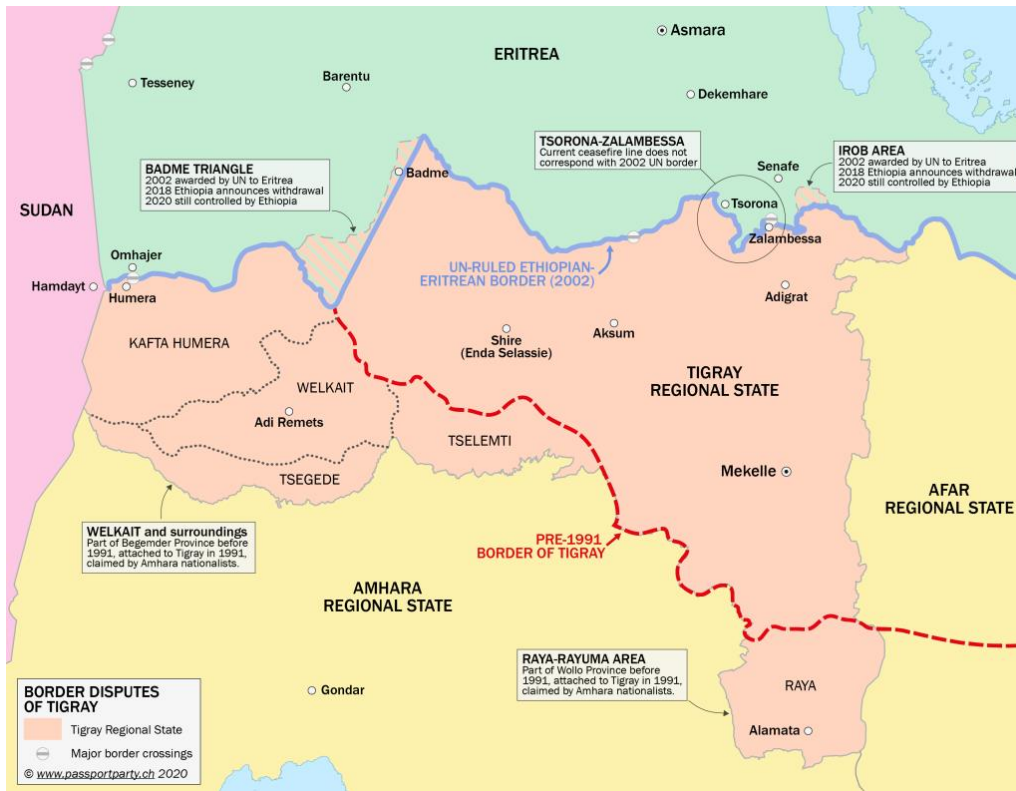 Asmara
ERITREA
Tesseney
Barentu
Dekemhare
TSORONA-ZALAMBESSA
Current ceasefire line does not
correspond with 2002 UN border
IROB AREA
2002 awarded by UN to Eritrea
2018 Ethiopia announces withdrawal
2020 still controlled by Ethiopia
BADME TRIANGLE
2002 awarded by UN to Eritrea
2018 Ethiopia announces withdrawal
2020 still controlled by Ethiopia
Badme
Senafe
Tsorona
Zalambessa
SUDAN
Omhajer
Hamdayt
Humera
UN-RULED ETHIOPIAN-
ERITREAN BORDER (2002)
Adigrat
KAFTA HUMERA
Shire
(Enda Selassie)
Aksum
WELKAIT
TIGRAY
REGIONAL STATE
Adi Remets
TSELEMTI
TSEGEDE
Mekelle
AFAR
REGIONAL STATE
WELKAIT and surroundings
Part of Begemder Province before
1991, attached to Tigray in 1991,
claimed by Amhara nationalists.
PRE-1991
BORDER OF TIGRAY
AMHARA
REGIONAL STATE
RAYA-RAYUMA AREA
Part of Wollo Province before
1991, attached to Tigray in 1991,
claimed by Amhara nationalists.
RAYA
Gondar
Alamata
BORDER DISPUTES
OF TIGRAY
Tigray Regional State
Major border crossings
© www.passportparty.ch 2020